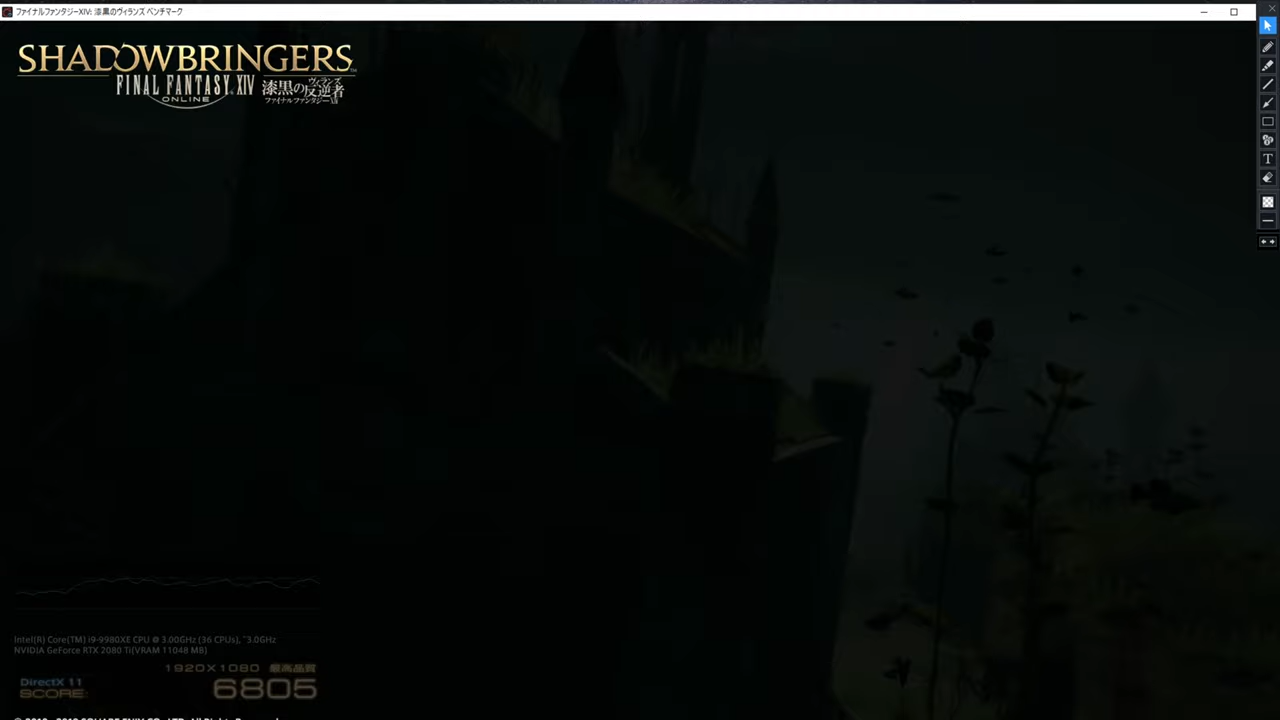 ファイナルファンタジーXIV: 漆黒のヴィランズ ベンチマーク
SHADOWBRINGERS
FINAL FANTASY XIV
ONLINE
漆黒の反逆者
ヴィランズ
ファイナルファンタジーXIV
Intel(R) Core(TM) i9-9980XE CPU @ 3.00GHz (36 CPUs), ~3.0GHz
NVIDIA GeForce RTX 2080 Ti(VRAM 11048 MB)
1920X1080 最高品質
DirectX 11
SCORE: 6805